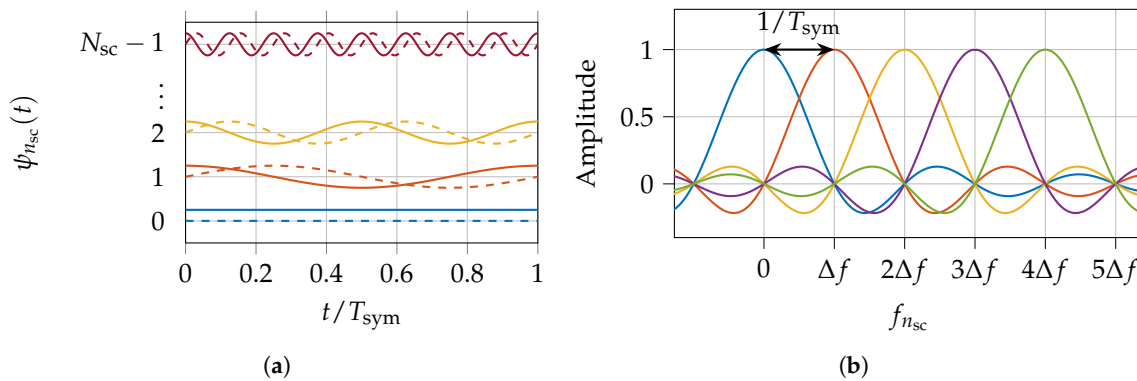 N_sc − 1
⋮
2
1
0
ψ_{n_sc}(t)
0 0.2 0.4 0.6 0.8 1
t/T_sym
(a)
1/T_sym
1
0.5
0
Amplitude
0 Δf 2Δf 3Δf 4Δf 5Δf
f_{n_sc}
(b)